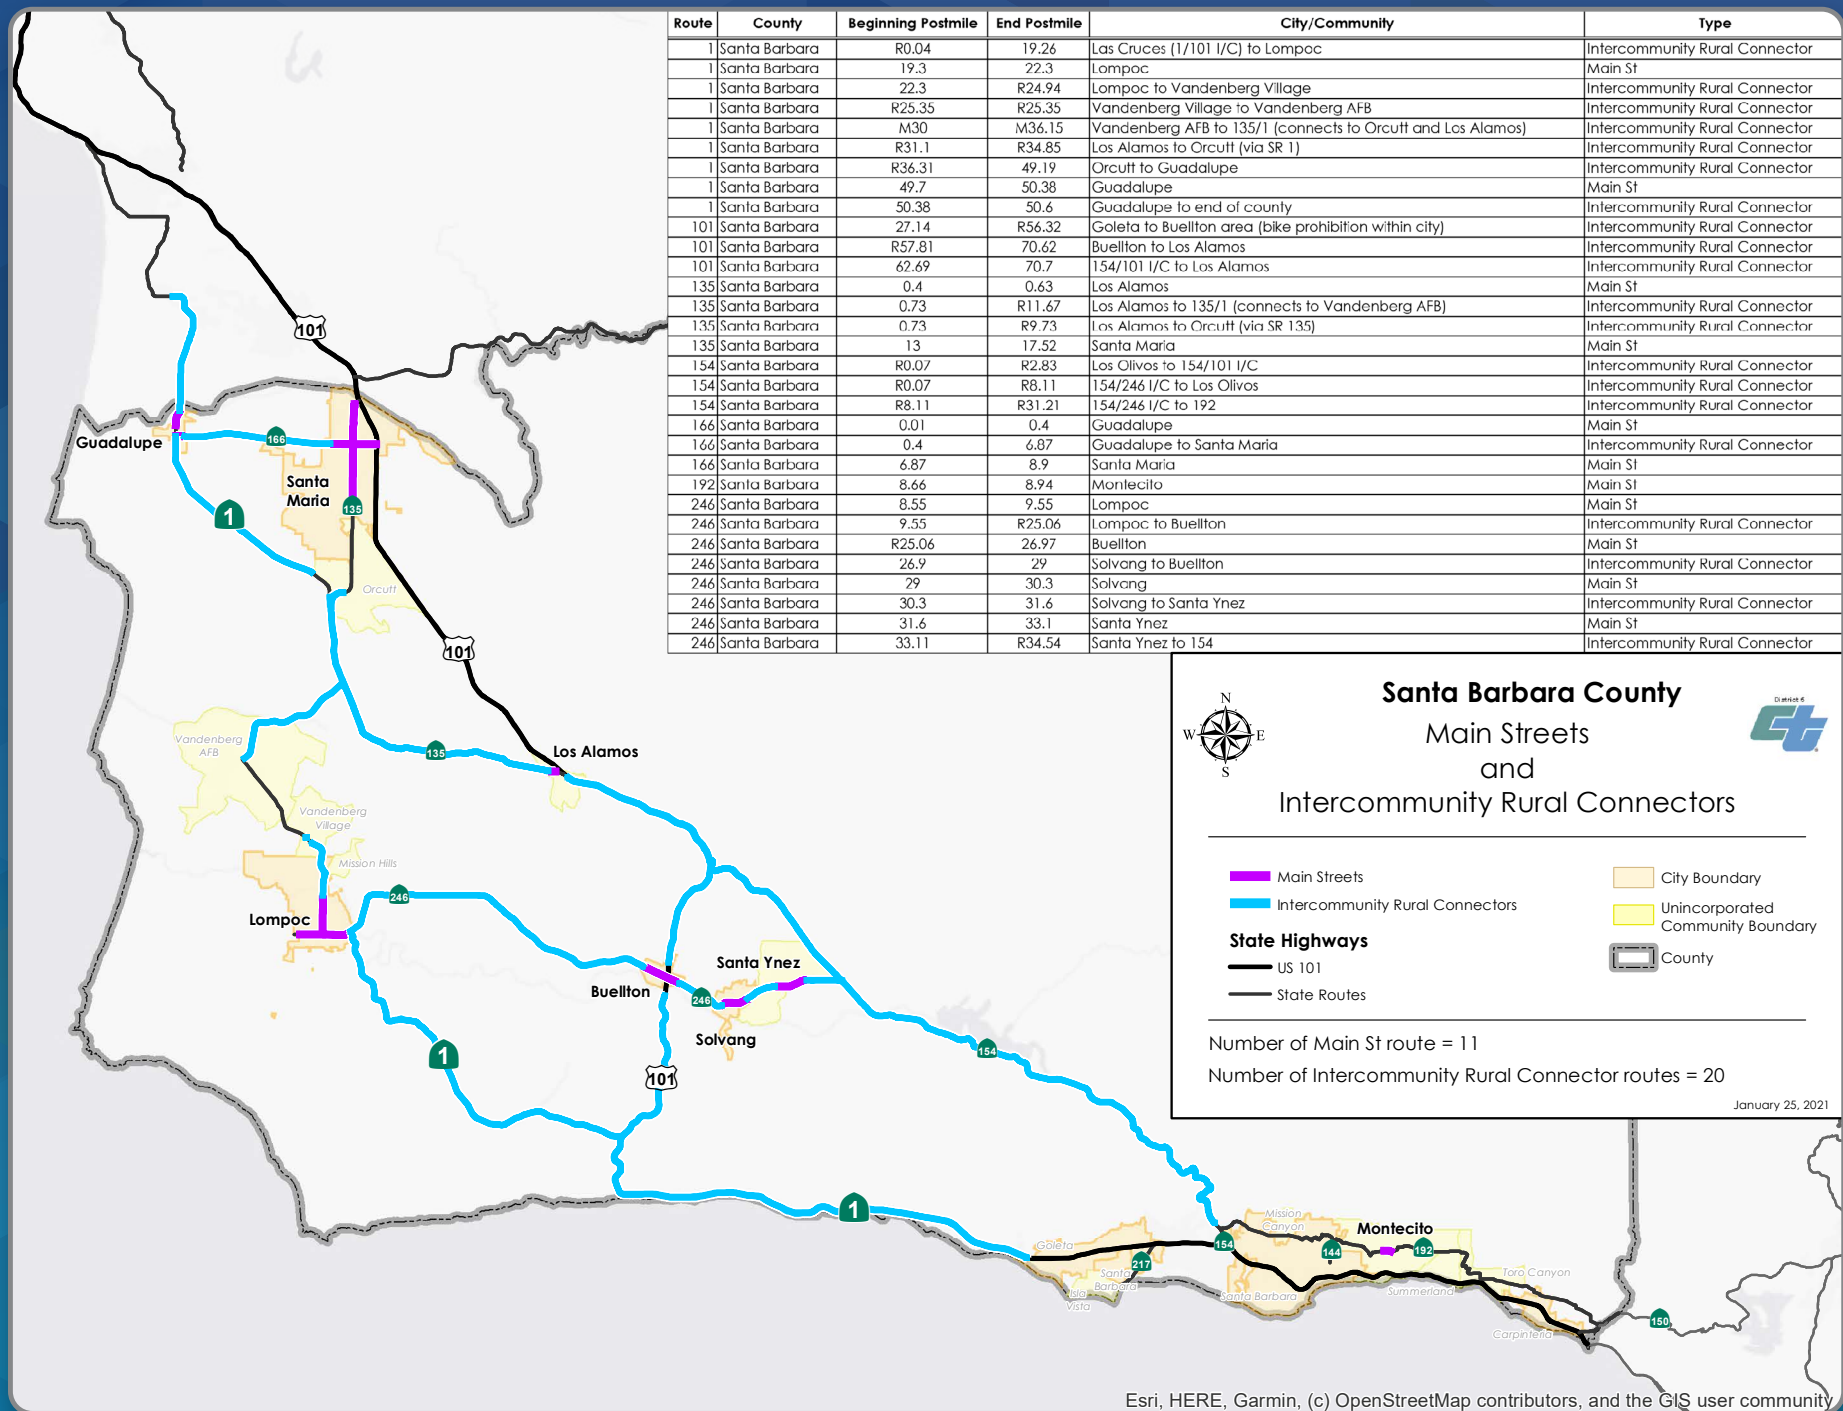 Route County Beginning Postmile End Postmile City/Community Type
1 Santa Barbara R0.04 19.26 Las Cruces (1/101 I/C) to Lompoc Intercommunity Rural Connector
1 Santa Barbara 19.3 22.3 Lompoc Main St
1 Santa Barbara 22.3 R24.94 Lompoc to Vandenberg Village Intercommunity Rural Connector
1 Santa Barbara R25.35 R25.35 Vandenberg Village to Vandenberg AFB Intercommunity Rural Connector
1 Santa Barbara M30 M36.15 Vandenberg AFB to 135/1 (connects to Orcutt and Los Alamos) Intercommunity Rural Connector
1 Santa Barbara R31.1 R34.85 Los Alamos to Orcutt (via SR 1) Intercommunity Rural Connector
1 Santa Barbara R36.31 49.19 Orcutt to Guadalupe Intercommunity Rural Connector
1 Santa Barbara 49.7 50.38 Guadalupe Main St
1 Santa Barbara 50.38 50.6 Guadalupe to end of county Intercommunity Rural Connector
101 Santa Barbara 27.14 R56.32 Goleta to Buellton area (bike prohibition within city) Intercommunity Rural Connector
101 Santa Barbara R57.81 70.62 Buellton to Los Alamos Intercommunity Rural Connector
101 Santa Barbara 62.69 70.7 154/101 I/C to Los Alamos Intercommunity Rural Connector
135 Santa Barbara 0.4 0.63 Los Alamos Main St
135 Santa Barbara 0.73 R11.67 Los Alamos to 135/1 (connects to Vandenberg AFB) Intercommunity Rural Connector
135 Santa Barbara 0.73 R9.73 Los Alamos to Orcutt (via SR 135) Intercommunity Rural Connector
135 Santa Barbara 13 17.52 Santa Maria Main St
154 Santa Barbara R0.07 R2.83 Los Olivos to 154/101 I/C Intercommunity Rural Connector
154 Santa Barbara R0.07 R8.11 154/246 I/C to Los Olivos Intercommunity Rural Connector
154 Santa Barbara R8.11 R31.21 154/246 I/C to 192 Intercommunity Rural Connector
166 Santa Barbara 0.01 0.4 Guadalupe Main St
166 Santa Barbara 0.4 6.87 Guadalupe to Santa Maria Intercommunity Rural Connector
166 Santa Barbara 6.87 8.9 Santa Maria Main St
192 Santa Barbara 8.66 8.94 Montecito Main St
246 Santa Barbara 8.55 9.55 Lompoc Main St
246 Santa Barbara 9.55 R25.06 Lompoc to Buellton Intercommunity Rural Connector
246 Santa Barbara R25.06 26.97 Buellton Main St
246 Santa Barbara 26.9 29 Solvang to Buellton Intercommunity Rural Connector
246 Santa Barbara 29 30.3 Solvang Main St
246 Santa Barbara 30.3 31.6 Solvang to Santa Ynez Intercommunity Rural Connector
246 Santa Barbara 31.6 33.1 Santa Ynez Main St
246 Santa Barbara 33.11 R34.54 Santa Ynez to 154 Intercommunity Rural Connector
101
Guadalupe
166
Santa
Maria
135
1
Orcutt
101
Vandenberg
AFB
135
Los Alamos
Vandenberg
Village
Mission Hills
246
Lompoc
Santa Ynez
Buellton
246
Solvang
1
101
154
1
Goleta
154
217
Santa
Barbara
Isla
Vista
Mission
Canyon
Montecito
144
192
Santa Barbara
Summerland
Toro Canyon
Carpinteria
150
N
W
E
S
Santa Barbara County
Main Streets
and
Intercommunity Rural Connectors
District 5
Main Streets
Intercommunity Rural Connectors
State Highways
US 101
State Routes
City Boundary
Unincorporated
Community Boundary
County
Number of Main St route = 11
Number of Intercommunity Rural Connector routes = 20
January 25, 2021
Esri, HERE, Garmin, (c) OpenStreetMap contributors, and the GIS user community